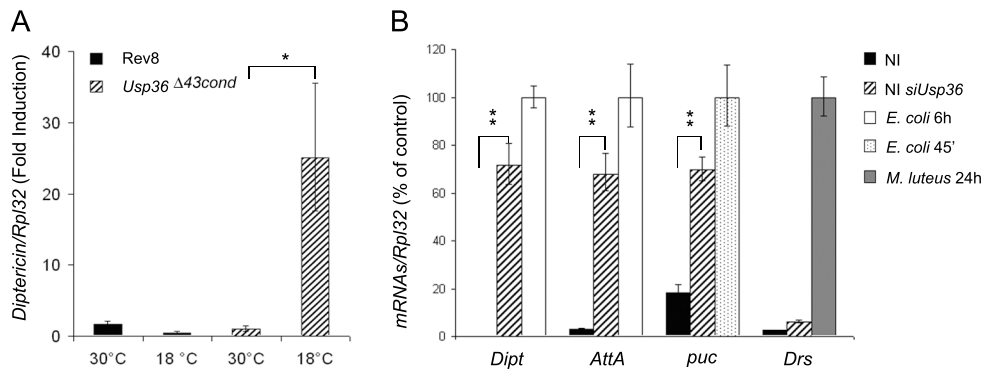 A
Diptericin/Rpl32 (Fold Induction)
40
30
20
10
0
Rev8
Usp36 Δ43cond
*
30°C 18 °C 30°C 18°C
B
mRNAs/Rpl32 (% of control)
120
100
80
60
40
20
0
** ** **
Dipt AttA puc Drs
NI
NI siUsp36
E. coli 6h
E. coli 45'
M. luteus 24h